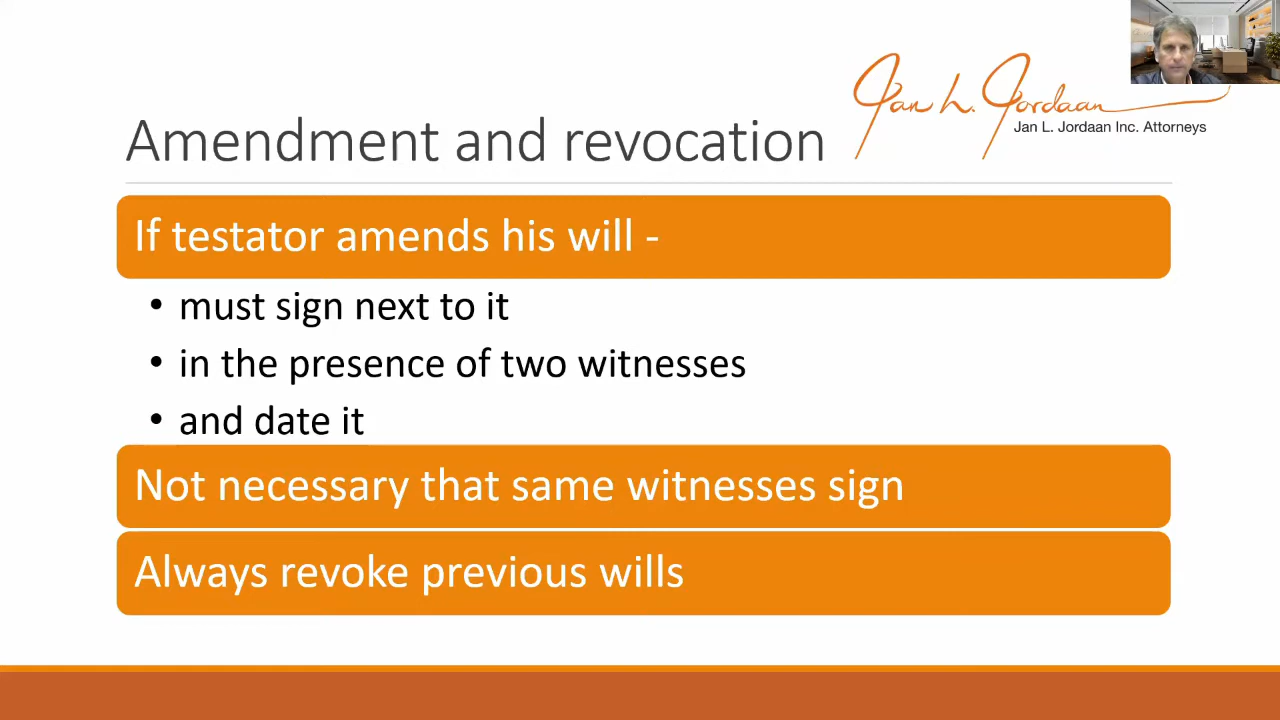 Jan L. Jordaan
Jan L. Jordaan Inc. Attorneys
Amendment and revocation
If testator amends his will -
• must sign next to it
• in the presence of two witnesses
• and date it
Not necessary that same witnesses sign
Always revoke previous wills